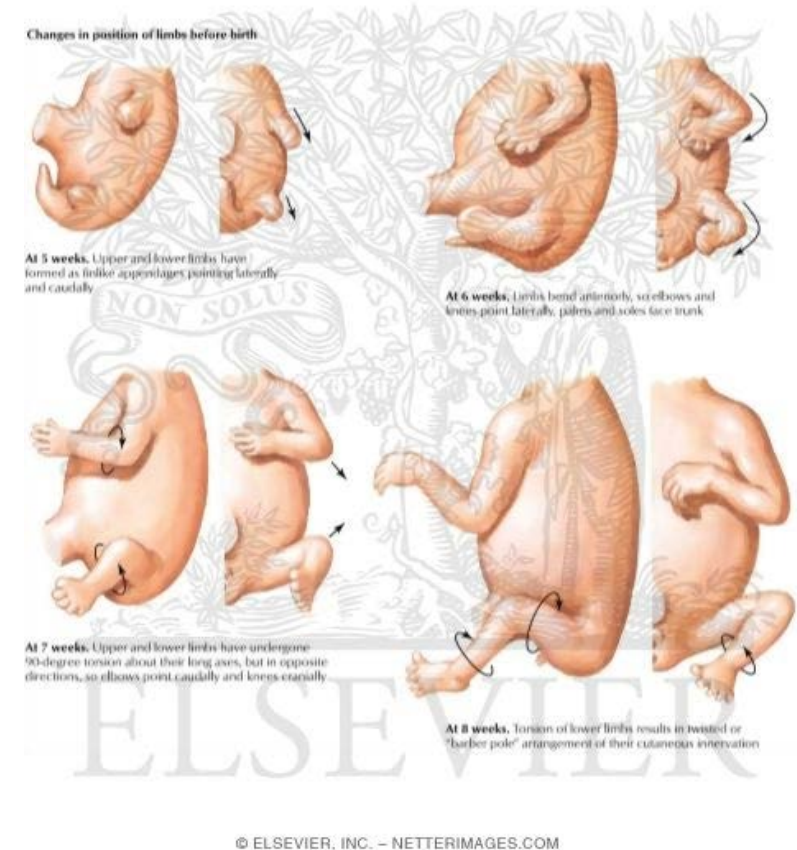 Changes in position of limbs before birth
At 5 weeks. Upper and lower limbs have
formed as finlike appendages pointing laterally
and caudally
At 6 weeks. Limbs bend anteriorly, so elbows and
knees point laterally, palms and soles face trunk
NON SOLUS
At 7 weeks. Upper and lower limbs have undergone
90-degree torsion about their long axes, but in opposite
directions, so elbows point caudally and knees cranially
At 8 weeks. Torsion of lower limbs results in twisted or
"barber pole" arrangement of their cutaneous innervation
ELSEVIER
© ELSEVIER, INC. – NETTERIMAGES.COM